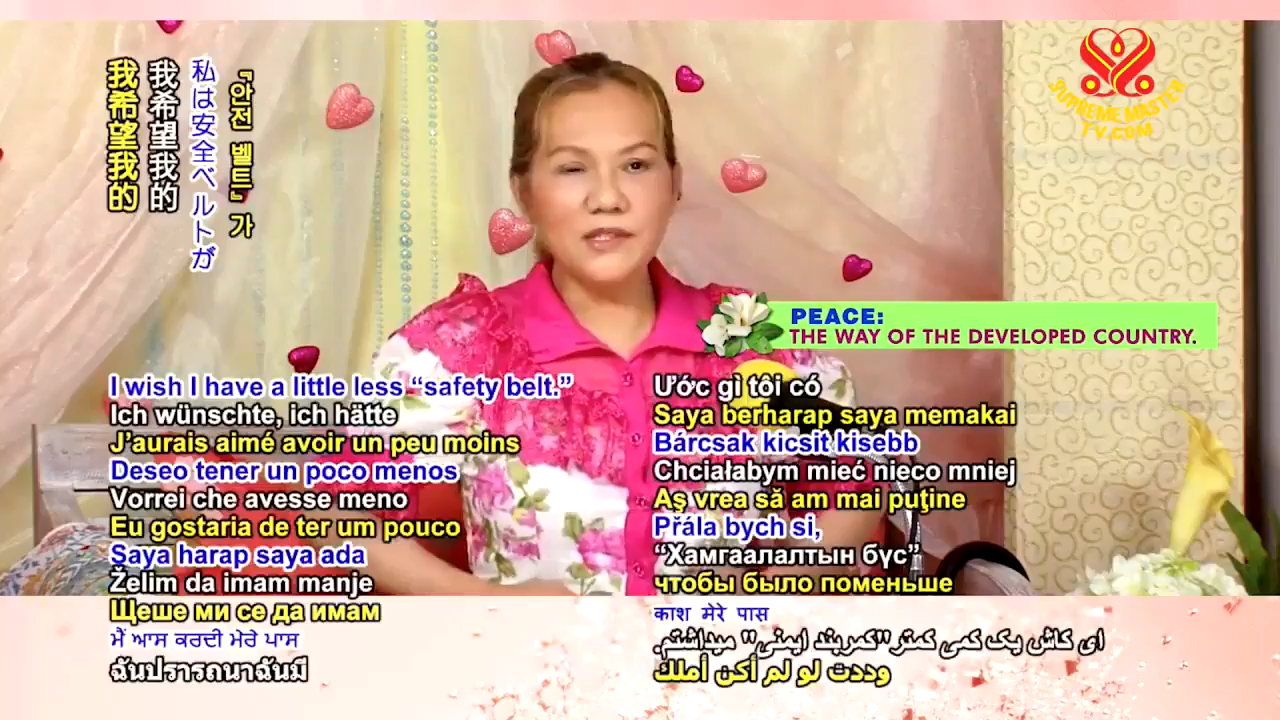 『안전 벨트』가
私は安全ベルトが
我希望我的
我希望我的
SUPREME MASTER
TV.COM
PEACE:
THE WAY OF THE DEVELOPED COUNTRY.
I wish I have a little less “safety belt.”
Ich wünschte, ich hätte
J’aurais aimé avoir un peu moins
Deseo tener un poco menos
Vorrei che avesse meno
Eu gostaria de ter um pouco
Saya harap saya ada
Želim da imam manje
Щеше ми се да имам
ਮੈਂ ਆਸ ਕਰਦੀ ਮੇਰੇ ਪਾਸ
ฉันปรารถนาฉันมี
Ước gì tôi có
Saya berharap saya memakai
Bárcsak kicsit kisebb
Chciałabym mieć nieco mniej
Aş vrea să am mai puţine
Přála bych si,
“Хамгаалалтын бүс”
чтобы было поменьше
काश मेरे पास
ای کاش یک کمی کمتر "کمربند ایمنی" میداشتم.
وددت لو لم أكن أملك